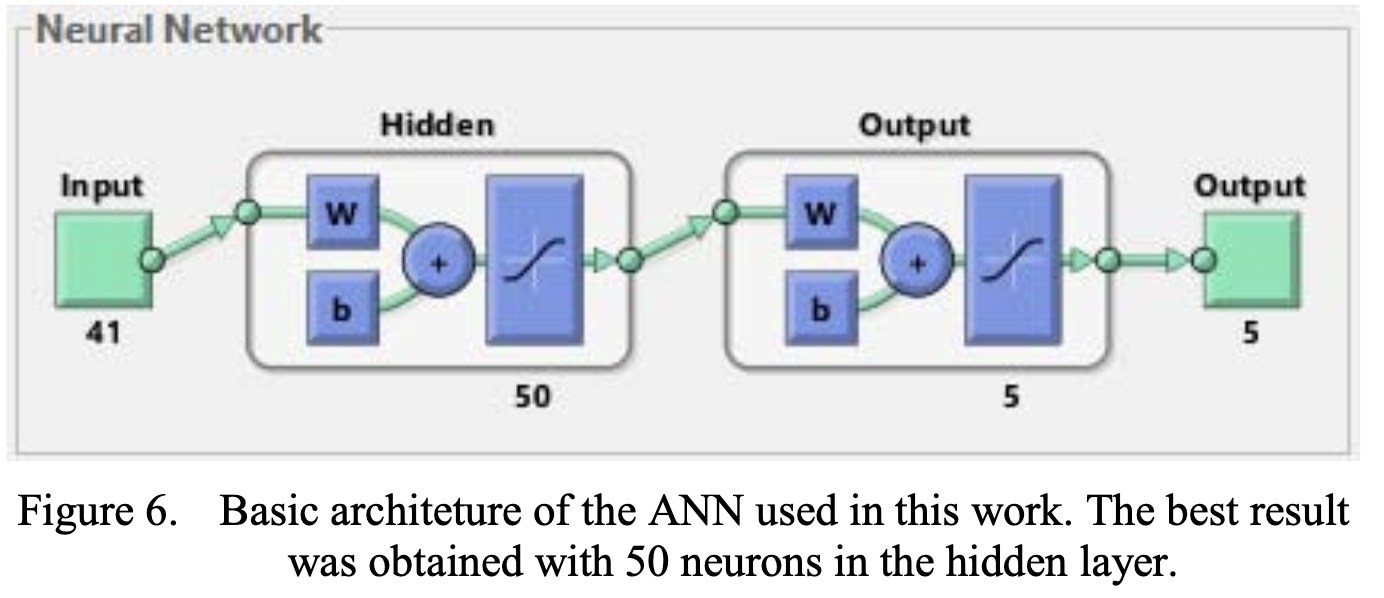 Neural Network
Hidden
Output
Input
Output
W
W
+
+
b
b
41
5
50
5
Figure 6. Basic architeture of the ANN used in this work. The best result
was obtained with 50 neurons in the hidden layer.